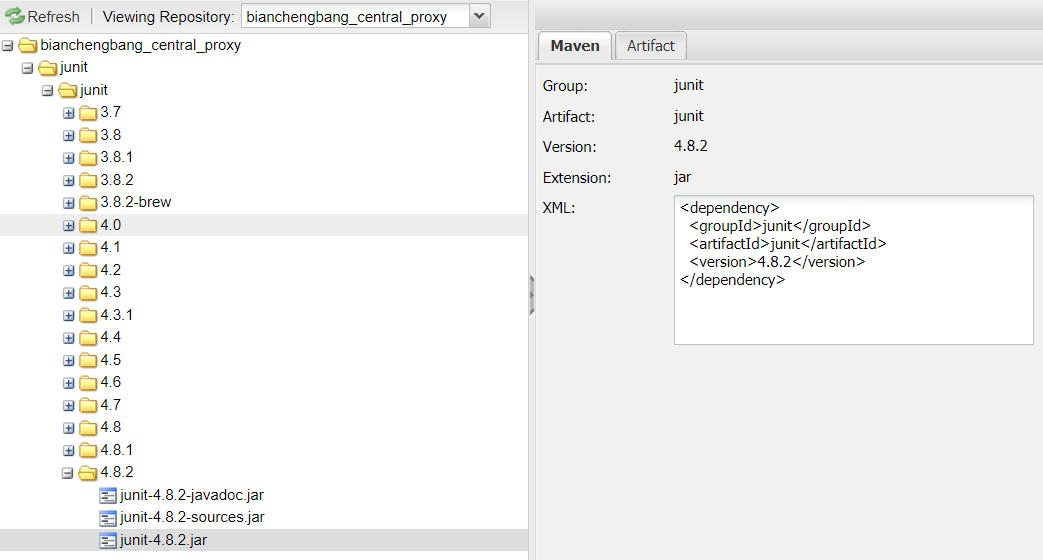 Refresh Viewing Repository: bianchengbang_central_proxy
bianchengbang_central_proxy
junit
junit
3.7
3.8
3.8.1
3.8.2
3.8.2-brew
4.0
4.1
4.2
4.3
4.3.1
4.4
4.5
4.6
4.7
4.8
4.8.1
4.8.2
junit-4.8.2-javadoc.jar
junit-4.8.2-sources.jar
junit-4.8.2.jar
Maven Artifact
Group: junit
Artifact: junit
Version: 4.8.2
Extension: jar
XML: <dependency>
<groupId>junit</groupId>
<artifactId>junit</artifactId>
<version>4.8.2</version>
</dependency>